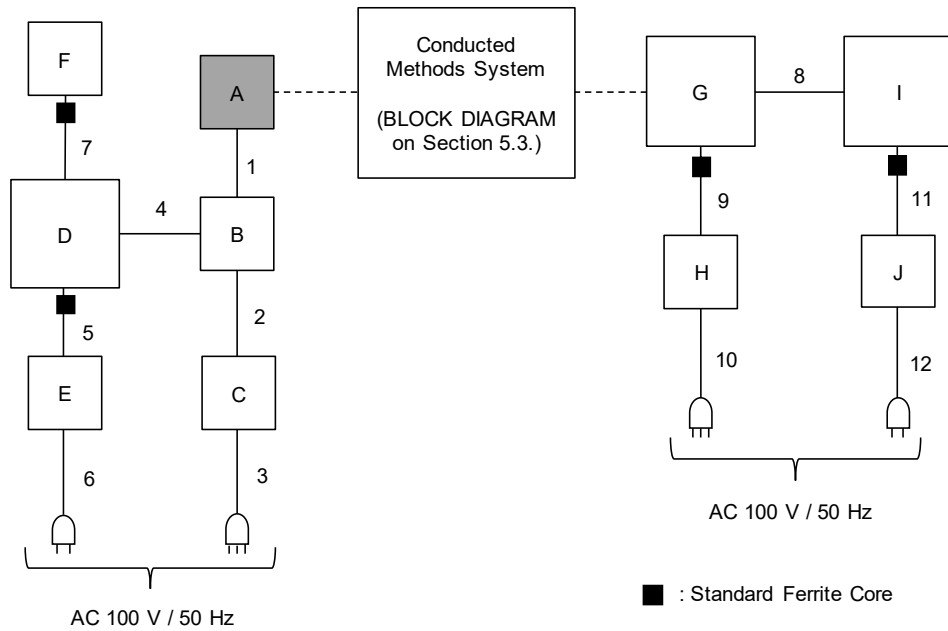 F
A
Conducted
Methods System
(BLOCK DIAGRAM
on Section 5.3.)
G
8
I
7
1
9
11
D
4
B
H
J
5
2
10
12
E
C
6
3
AC 100 V / 50 Hz
AC 100 V / 50 Hz
: Standard Ferrite Core